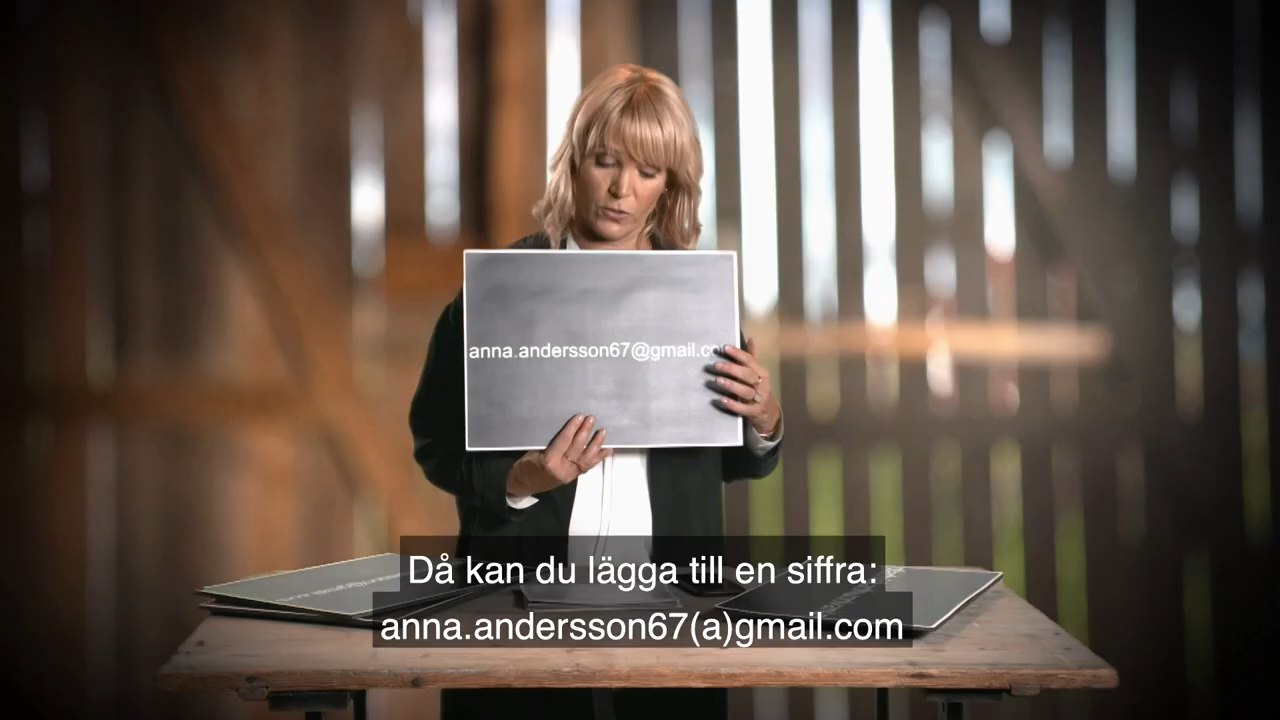 anna.andersson67@gmail.co
Då kan du lägga till en siffra:
anna.andersson67(a)gmail.com